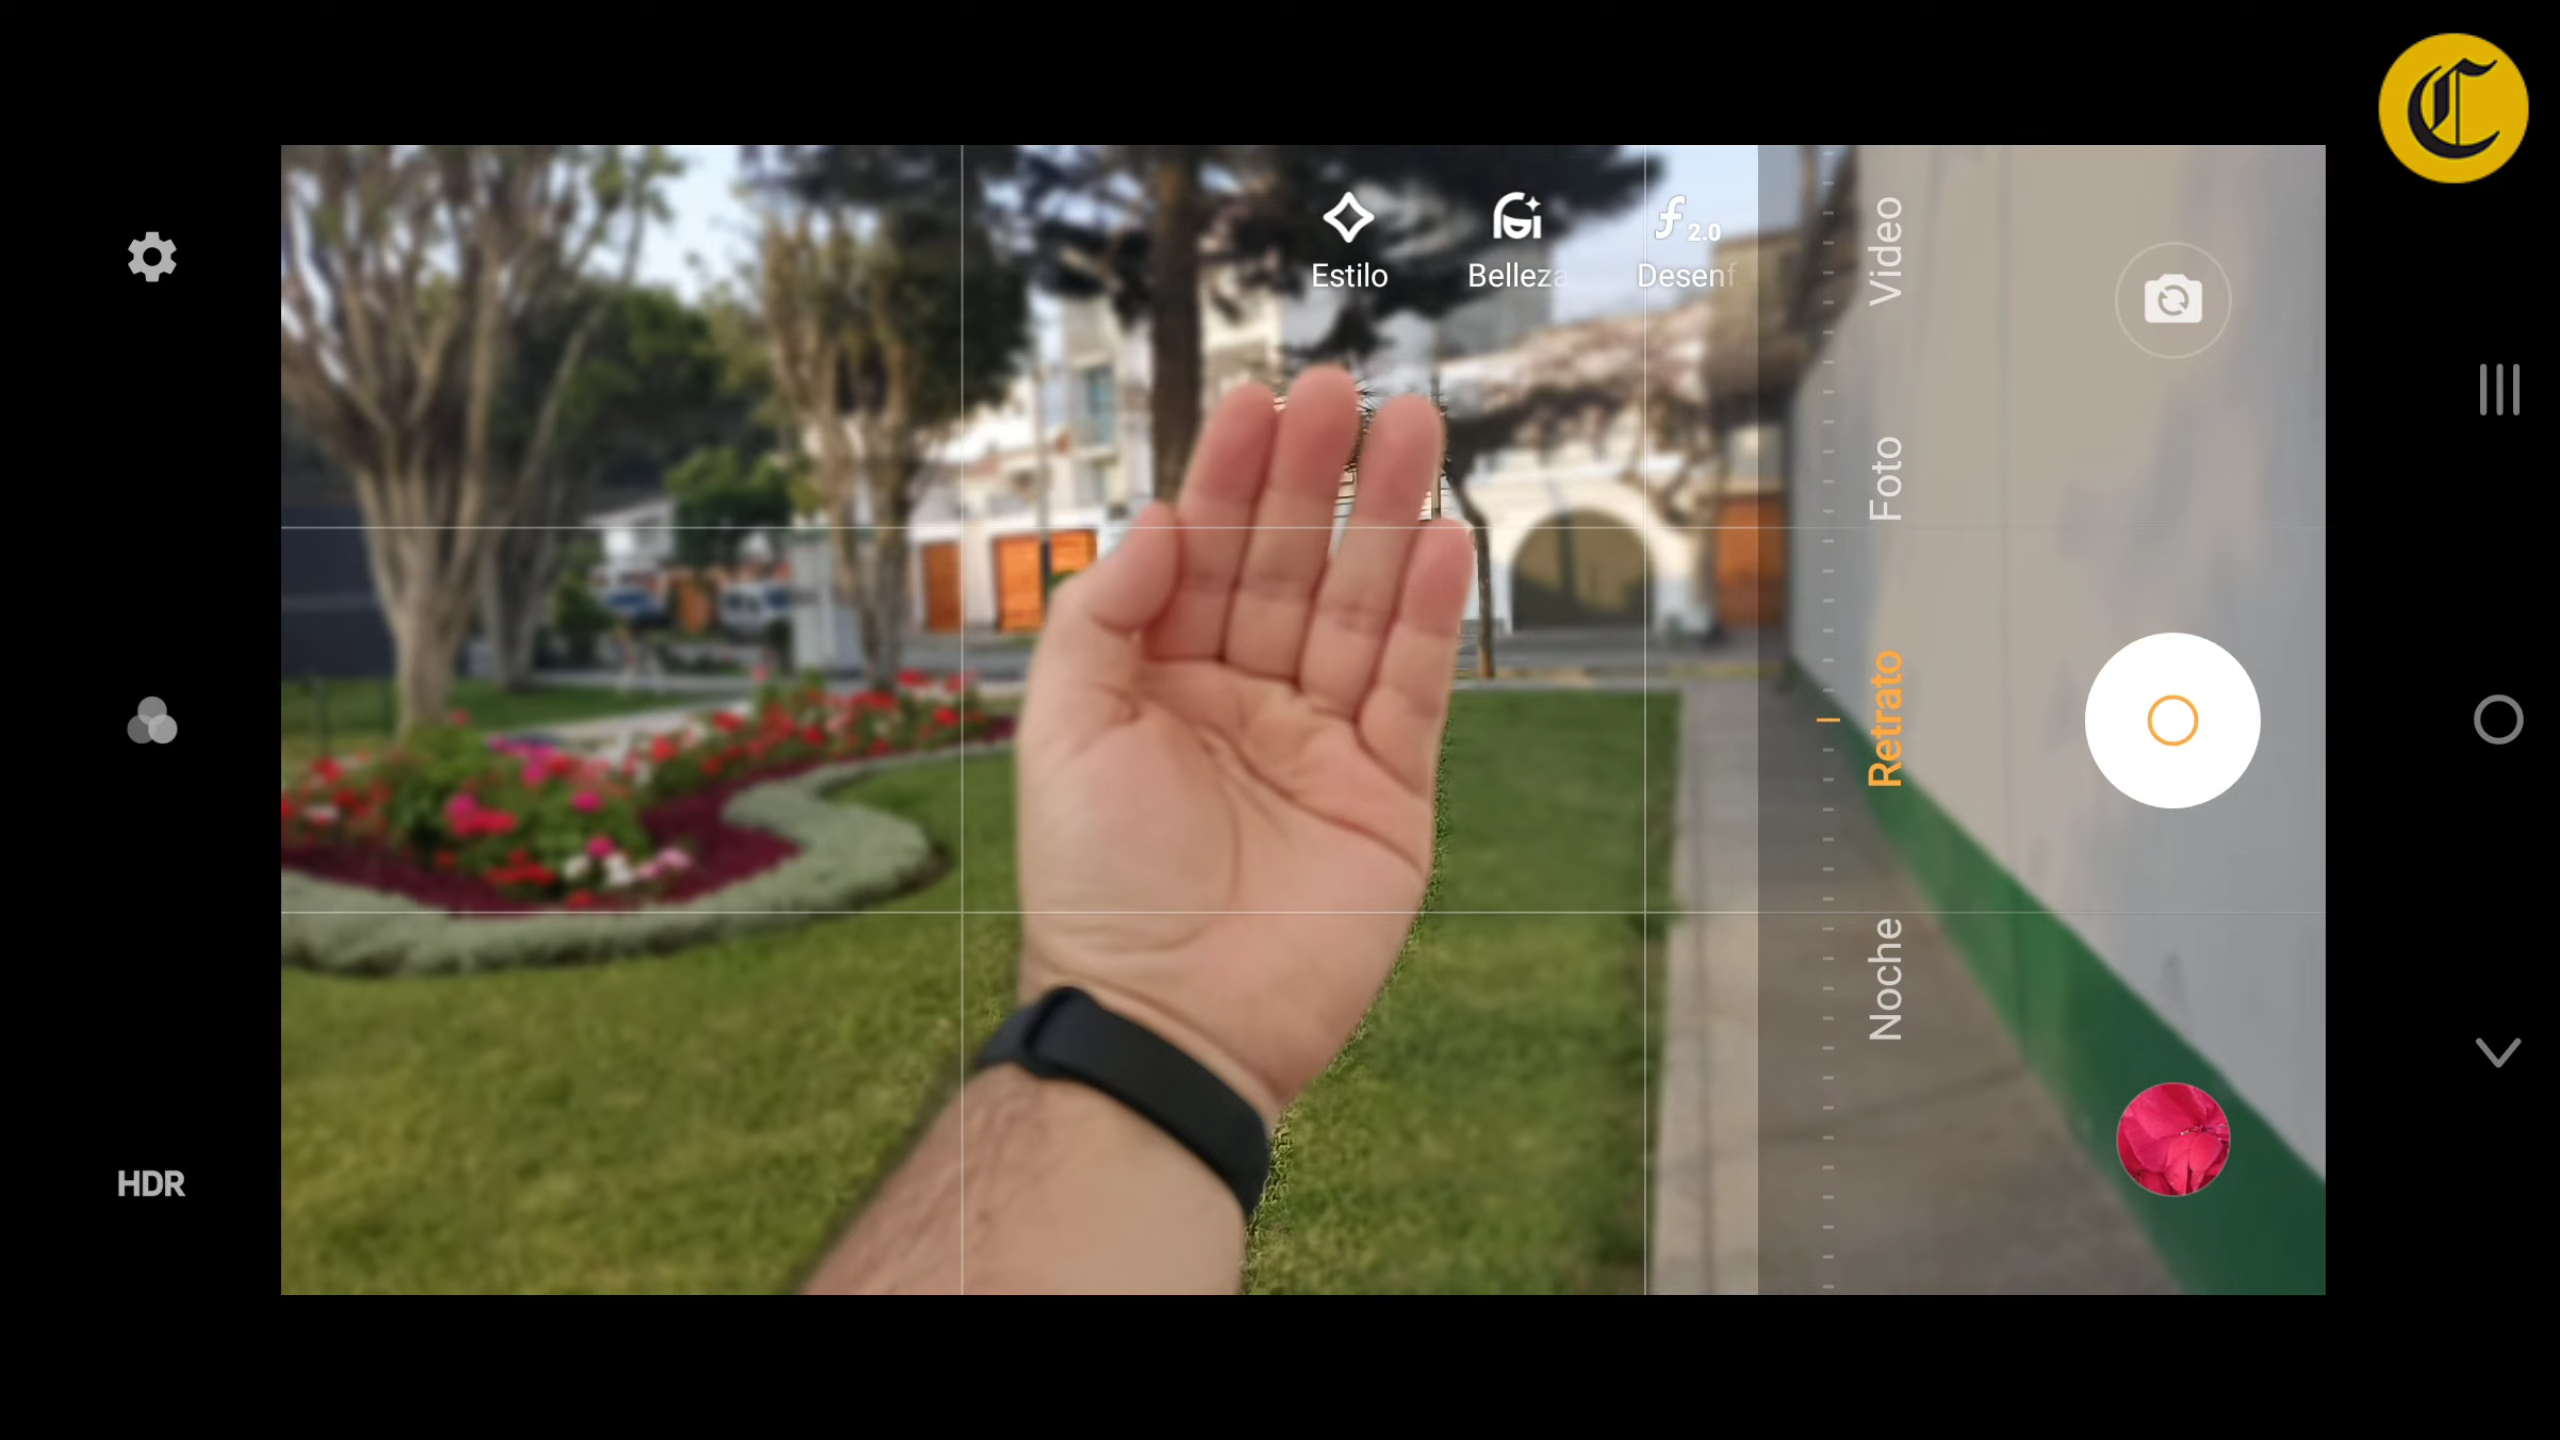 C
Estilo
Belleza
f2.0
Desenf
Video
Foto
Retrato
Noche
HDR